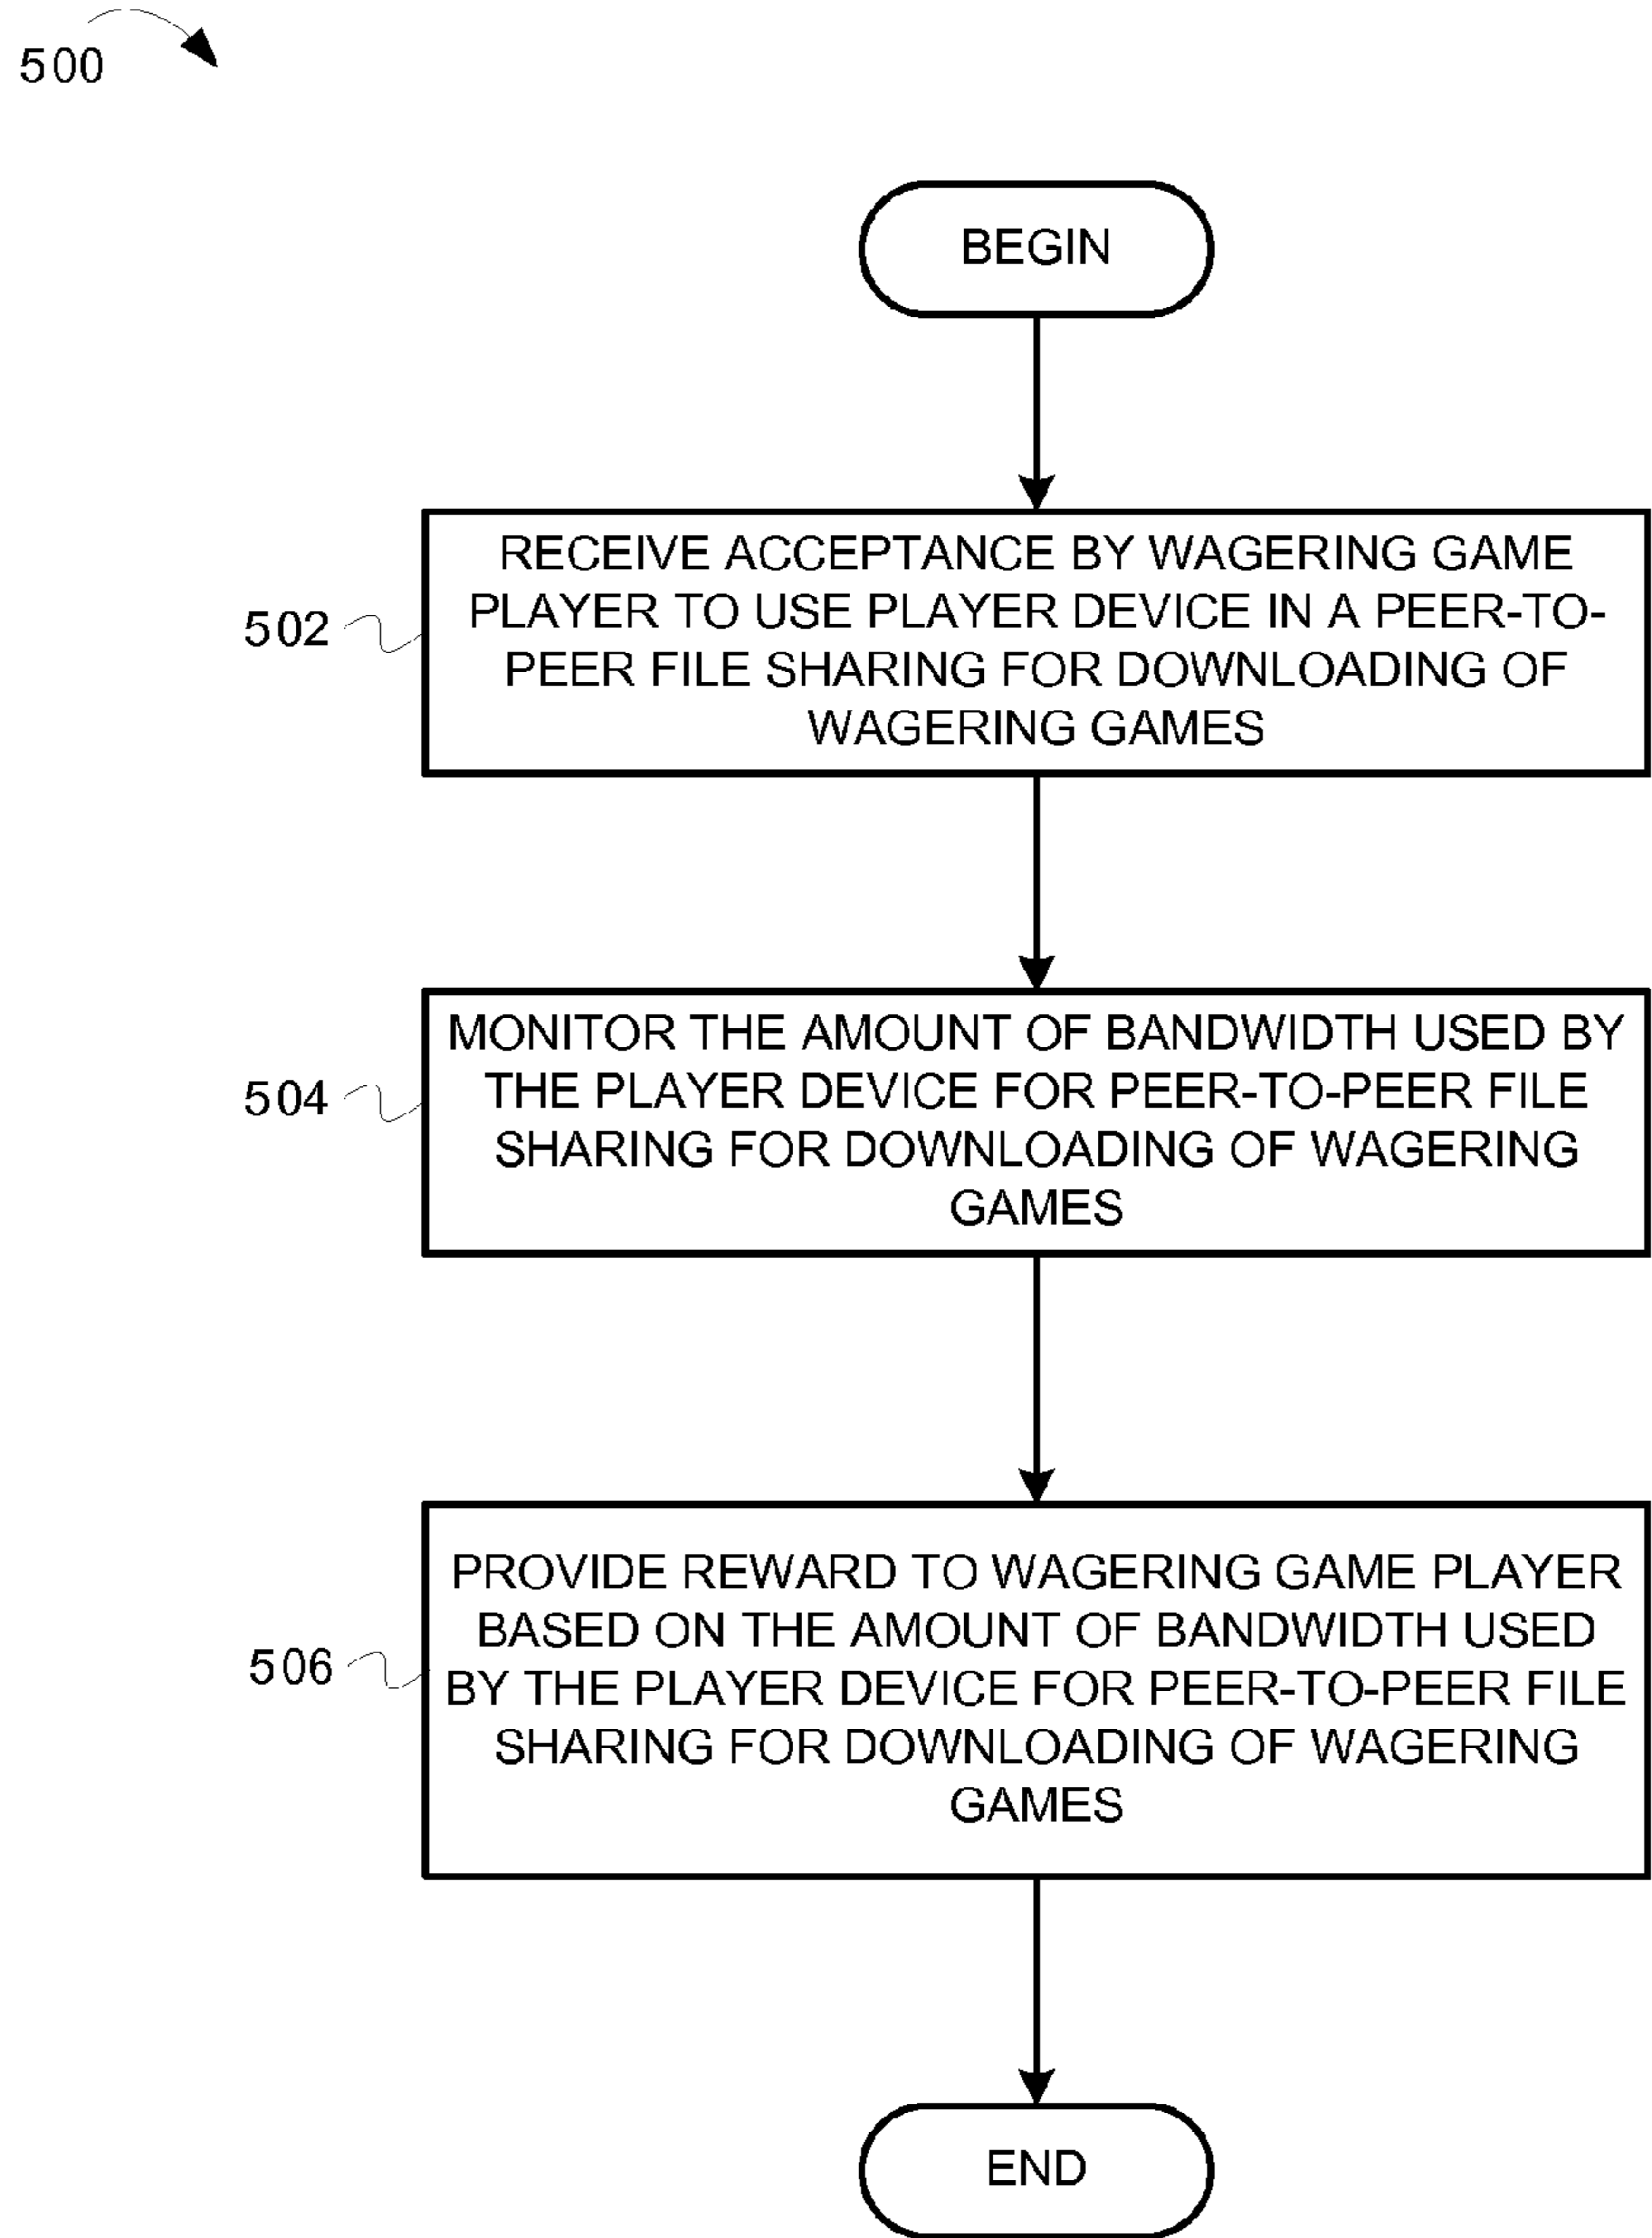 500
BEGIN
502
RECEIVE ACCEPTANCE BY WAGERING GAME
PLAYER TO USE PLAYER DEVICE IN A PEER-TO-
PEER FILE SHARING FOR DOWNLOADING OF
WAGERING GAMES
504
MONITOR THE AMOUNT OF BANDWIDTH USED BY
THE PLAYER DEVICE FOR PEER-TO-PEER FILE
SHARING FOR DOWNLOADING OF WAGERING
GAMES
506
PROVIDE REWARD TO WAGERING GAME PLAYER
BASED ON THE AMOUNT OF BANDWIDTH USED
BY THE PLAYER DEVICE FOR PEER-TO-PEER FILE
SHARING FOR DOWNLOADING OF WAGERING
GAMES
END